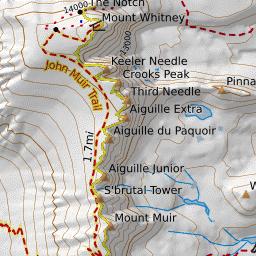 The Notch
14000
Mount Whitney
13000
Keeler Needle
Crooks Peak
Third Needle
Pinna
John Muir Trail
Aiguille Extra
Aiguille du Paquoir
1.7mi
Aiguille Junior
S'brutal Tower
W
Mount Muir